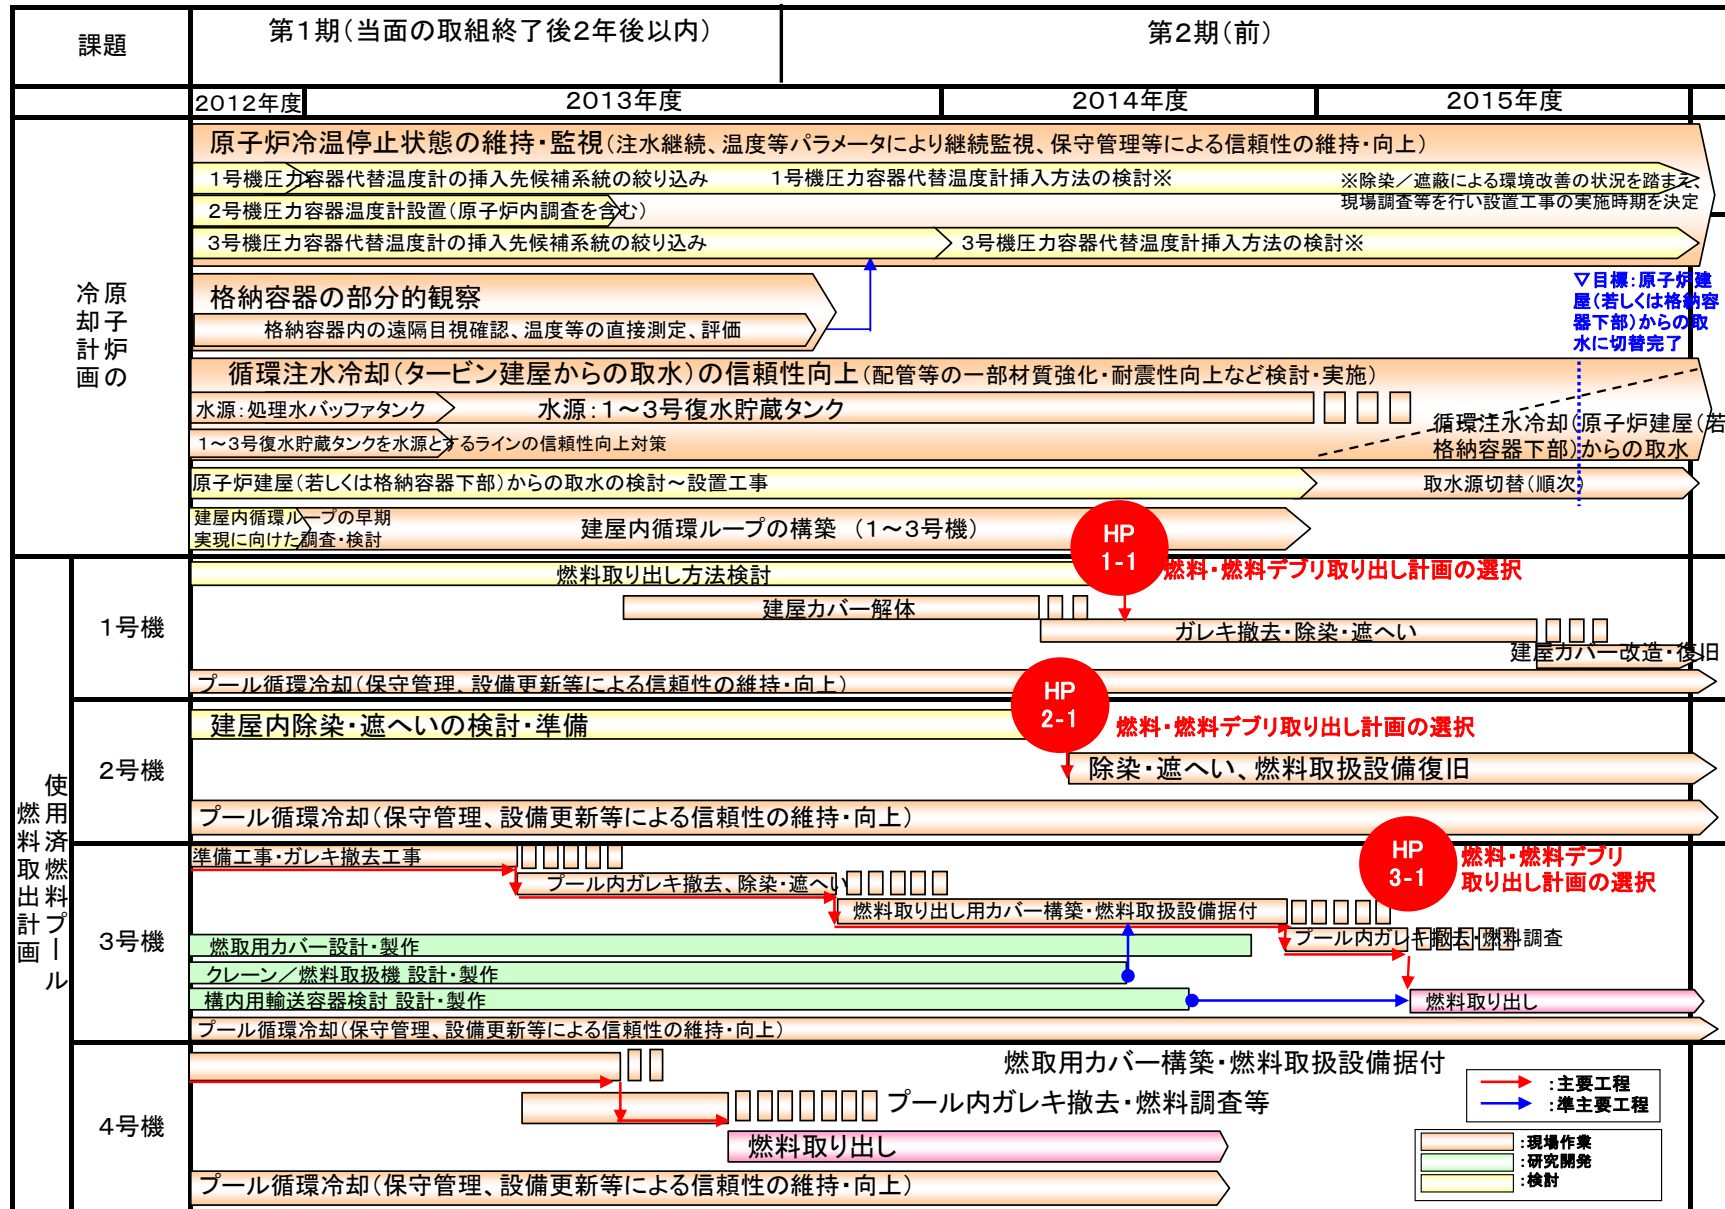 課題
第1期(当面の取組終了後2年後以内)
第2期(前)
2012年度
2013年度
2014年度
2015年度
原子炉の
冷却計画
原子炉冷温停止状態の維持・監視(注水継続、温度等パラメータにより継続監視、保守管理等による信頼性の維持・向上)
1号機圧力容器代替温度計の挿入先候補系統の絞り込み
1号機圧力容器代替温度計挿入方法の検討※
※除染/遮蔽による環境改善の状況を踏まえ、
現場調査等を行い設置工事の実施時期を決定
2号機圧力容器温度計設置(原子炉内調査を含む)
3号機圧力容器代替温度計の挿入先候補系統の絞り込み
3号機圧力容器代替温度計挿入方法の検討※
格納容器の部分的観察
格納容器内の遠隔目視確認、温度等の直接測定、評価
▽目標:原子炉建
屋(若しくは格納容
器下部)からの取
水に切替完了
循環注水冷却(タービン建屋からの取水)の信頼性向上(配管等の一部材質強化・耐震性向上など検討・実施)
水源:処理水バッファタンク
水源:1~3号復水貯蔵タンク
循環注水冷却(原子炉建屋(若
格納容器下部)からの取水
1~3号復水貯蔵タンクを水源とするラインの信頼性向上対策
原子炉建屋(若しくは格納容器下部)からの取水の検討~設置工事
取水源切替(順次)
建屋内循環ループの早期
実現に向けた調査・検討
建屋内循環ループの構築 (1~3号機)
使用済燃料プール
燃料取出計画
1号機
燃料取り出し方法検討
HP
1-1
燃料・燃料デブリ取り出し計画の選択
建屋カバー解体
ガレキ撤去・除染・遮へい
建屋カバー改造・復旧
プール循環冷却(保守管理、設備更新等による信頼性の維持・向上)
2号機
建屋内除染・遮へいの検討・準備
HP
2-1
燃料・燃料デブリ取り出し計画の選択
除染・遮へい、燃料取扱設備復旧
プール循環冷却(保守管理、設備更新等による信頼性の維持・向上)
3号機
準備工事・ガレキ撤去工事
プール内ガレキ撤去、除染・遮へい
燃料取り出し用カバー構築・燃料取扱設備据付
HP
3-1
燃料・燃料デブリ
取り出し計画の選択
プール内ガレキ撤去・燃料調査
燃取用カバー設計・製作
クレーン/燃料取扱機 設計・製作
構内用輸送容器検討 設計・製作
燃料取り出し
プール循環冷却(保守管理、設備更新等による信頼性の維持・向上)
4号機
燃取用カバー構築・燃料取扱設備据付
プール内ガレキ撤去・燃料調査等
燃料取り出し
プール循環冷却(保守管理、設備更新等による信頼性の維持・向上)
:主要工程
:準主要工程
:現場作業
:研究開発
:検討